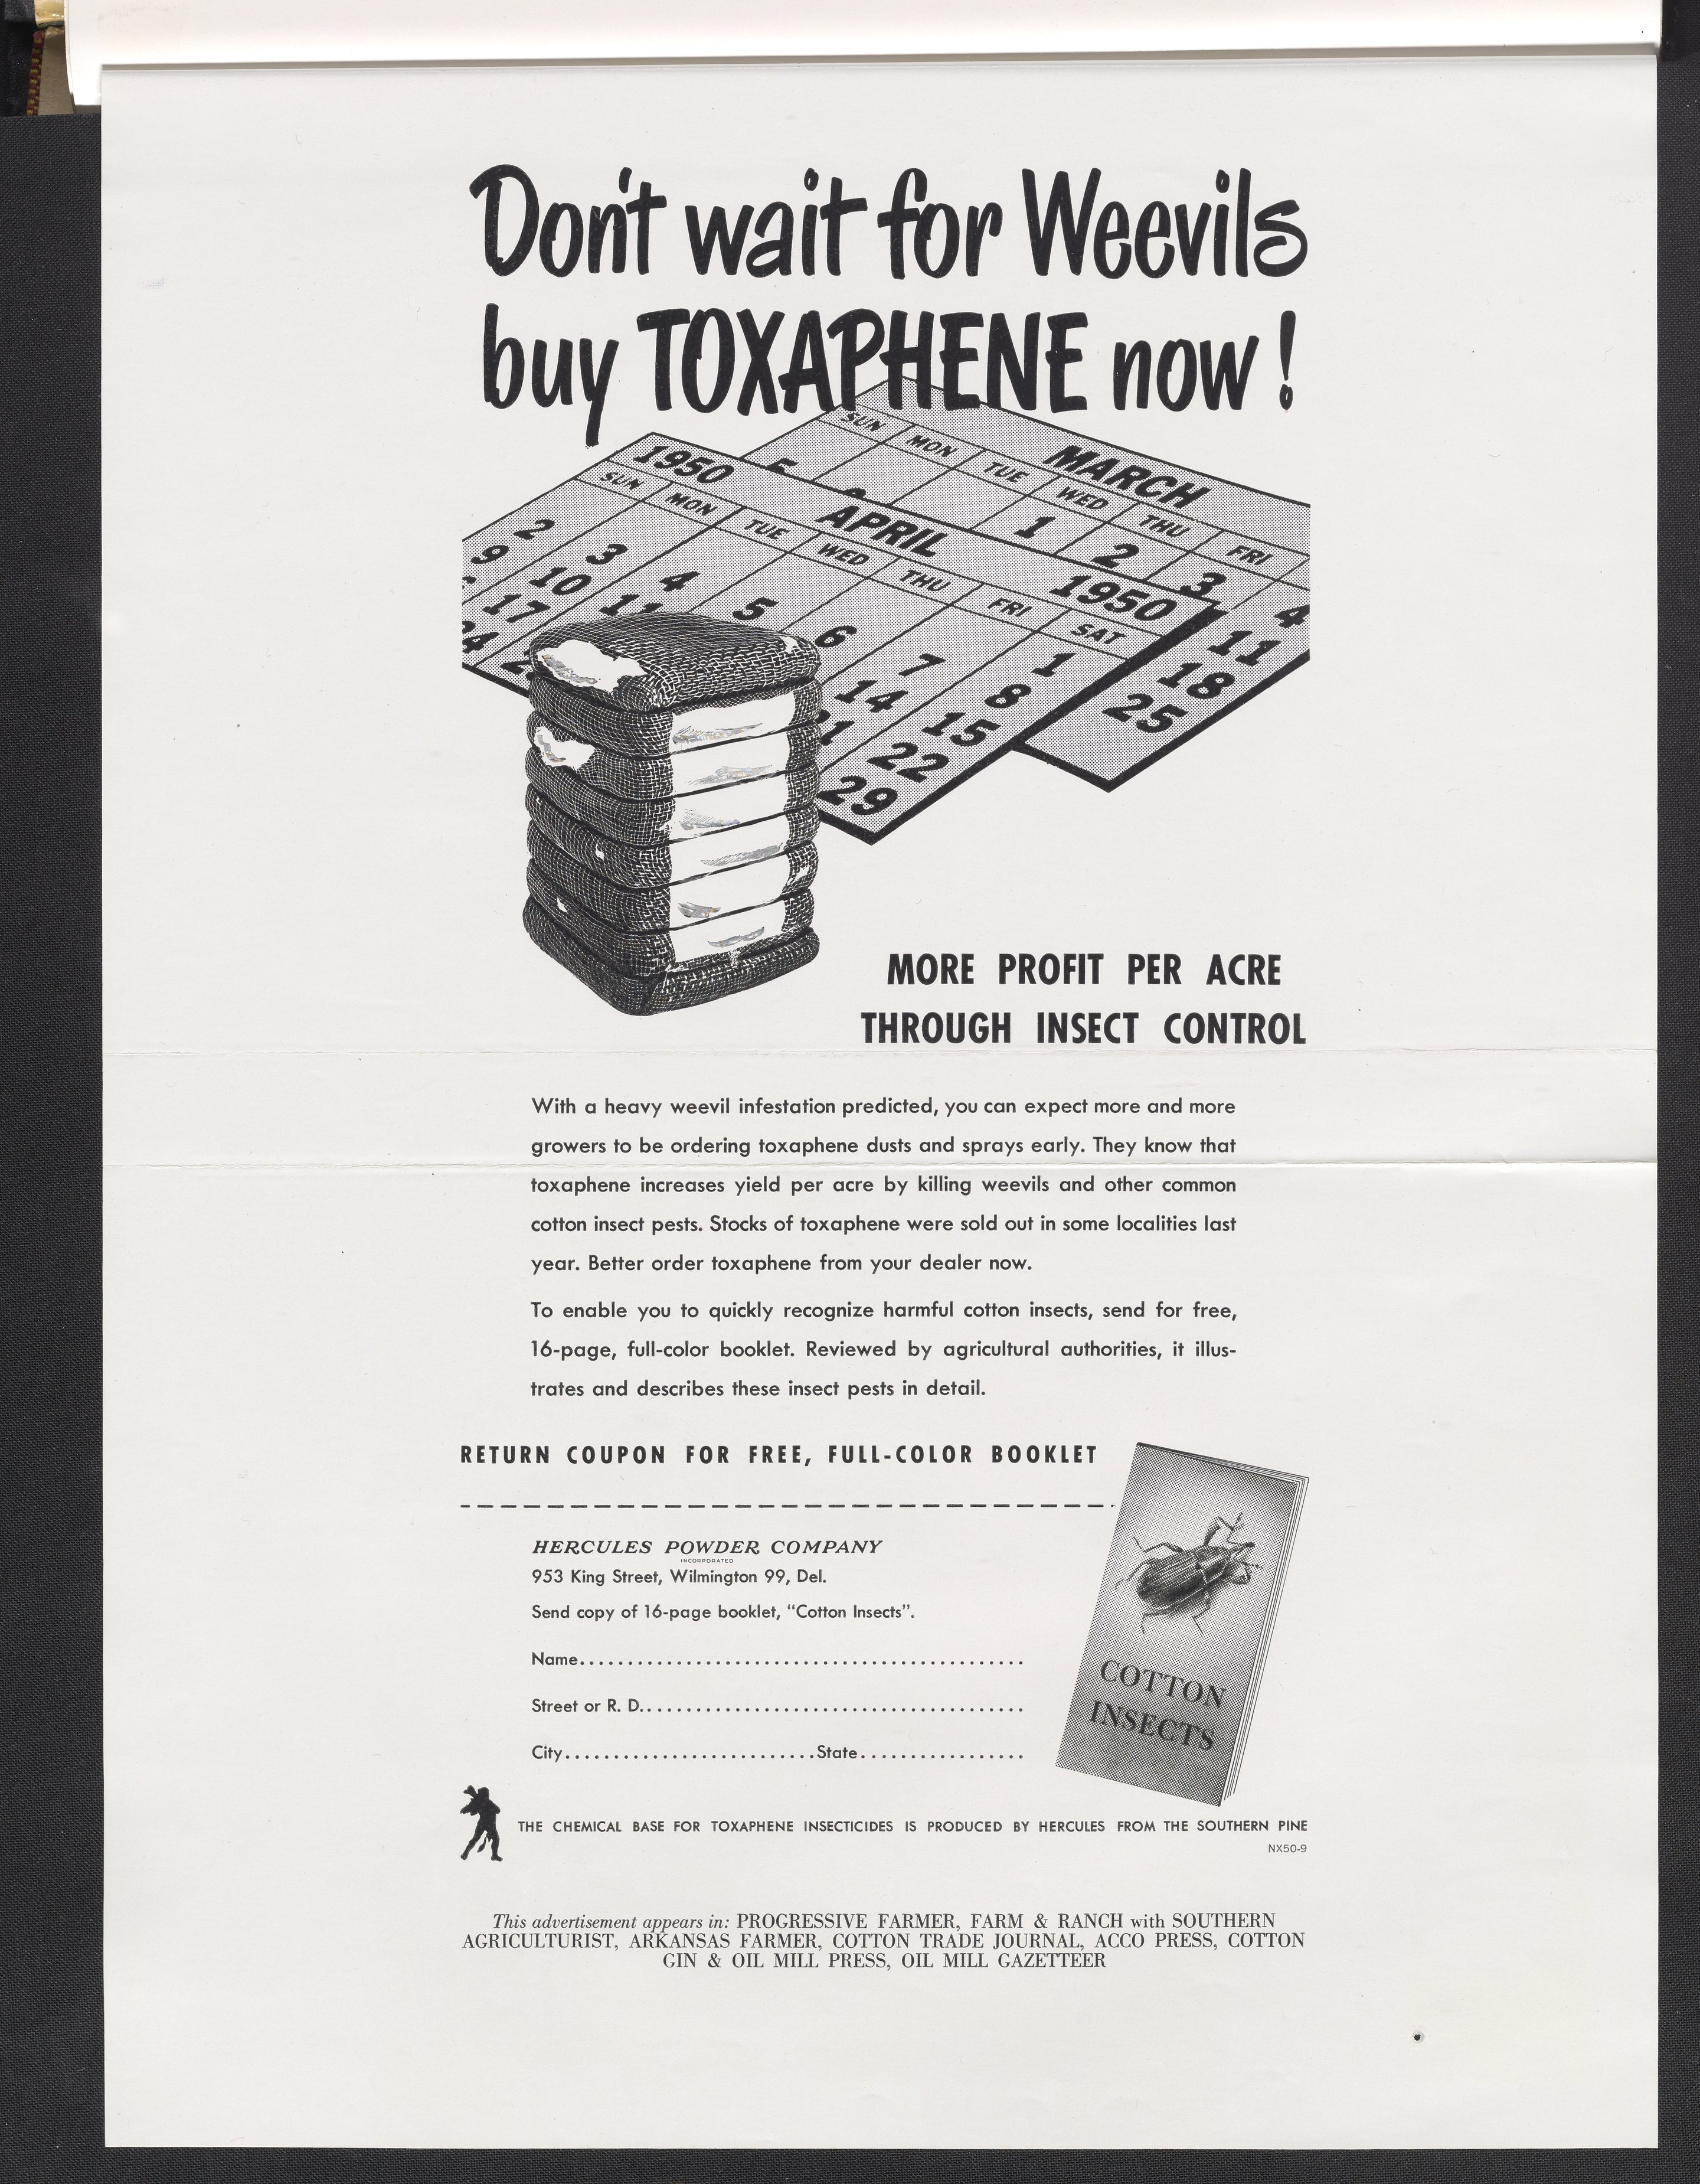 Don't wait for Weevils
buy TOXAPHENE now!
MARCH
SUN MON TUE WED THU FRI
5
1 2 3 4
11
18
25
1950 APRIL 1950
SUN MON TUE WED THU FRI SAT
1
2 3 4 5 6 7 8
9 10 11 14 15
17 21 22
24 29
MORE PROFIT PER ACRE
THROUGH INSECT CONTROL
With a heavy weevil infestation predicted, you can expect more and more
growers to be ordering toxaphene dusts and sprays early. They know that
toxaphene increases yield per acre by killing weevils and other common
cotton insect pests. Stocks of toxaphene were sold out in some localities last
year. Better order toxaphene from your dealer now.
To enable you to quickly recognize harmful cotton insects, send for free,
16-page, full-color booklet. Reviewed by agricultural authorities, it illus-
trates and describes these insect pests in detail.
RETURN COUPON FOR FREE, FULL-COLOR BOOKLET
HERCULES POWDER COMPANY
INCORPORATED
953 King Street, Wilmington 99, Del.
Send copy of 16-page booklet, “Cotton Insects”.
Name..............................................
Street or R. D........................................
City..........................State.................
COTTON
INSECTS
THE CHEMICAL BASE FOR TOXAPHENE INSECTICIDES IS PRODUCED BY HERCULES FROM THE SOUTHERN PINE
NX50-9
This advertisement appears in: PROGRESSIVE FARMER, FARM & RANCH with SOUTHERN
AGRICULTURIST, ARKANSAS FARMER, COTTON TRADE JOURNAL, ACCO PRESS, COTTON
GIN & OIL MILL PRESS, OIL MILL GAZETTEER